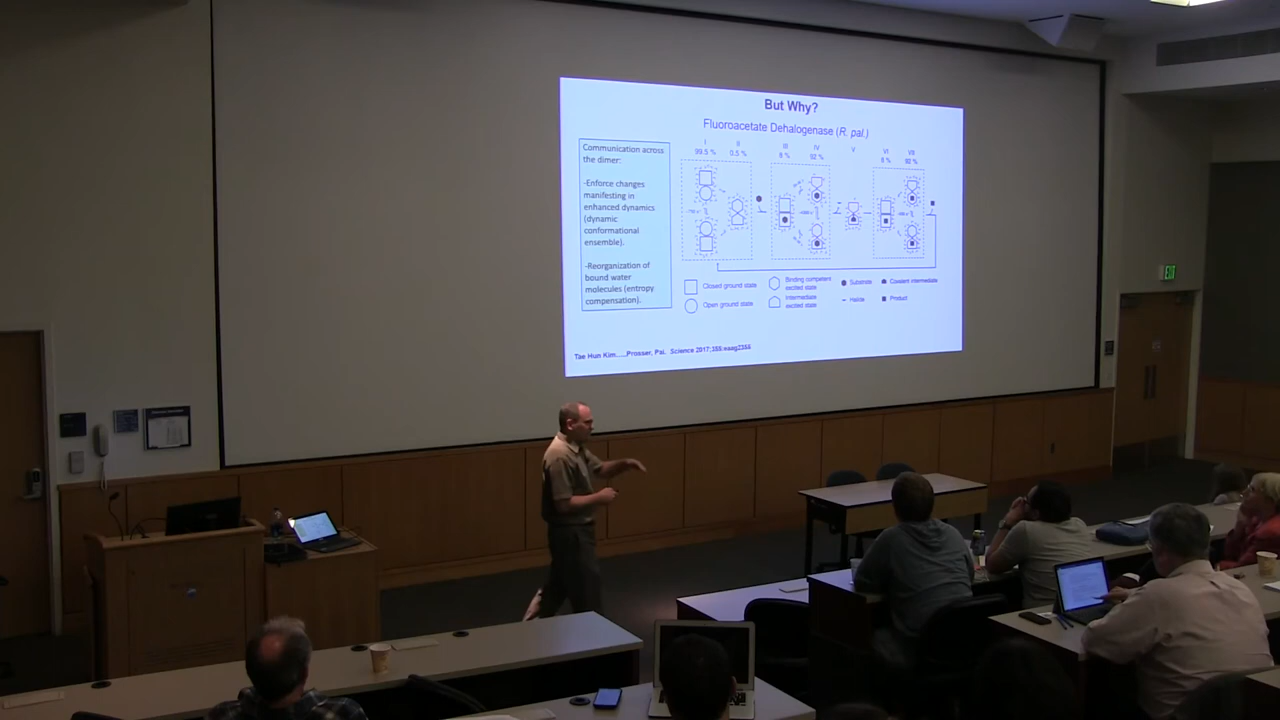 But Why?
Fluoroacetate Dehalogenase (R. pal.)
Communication across
the dimer:
-Enforce changes
manifesting in
enhanced dynamics
(dynamic
conformational
ensemble).
-Reorganization of
bound water
molecules (entropy
compensation).
I II III IV V VI VII
99.5 % 0.5 % 8 % 92 % 8 % 92 %
Closed ground state
Open ground state
Binding competent
excited state
Intermediate
excited state
Substrate
Halide
Covalent intermediate
Product
Tae Hun Kim....,Prosser, Pai. Science 2017;355:eaag2355
EXIT